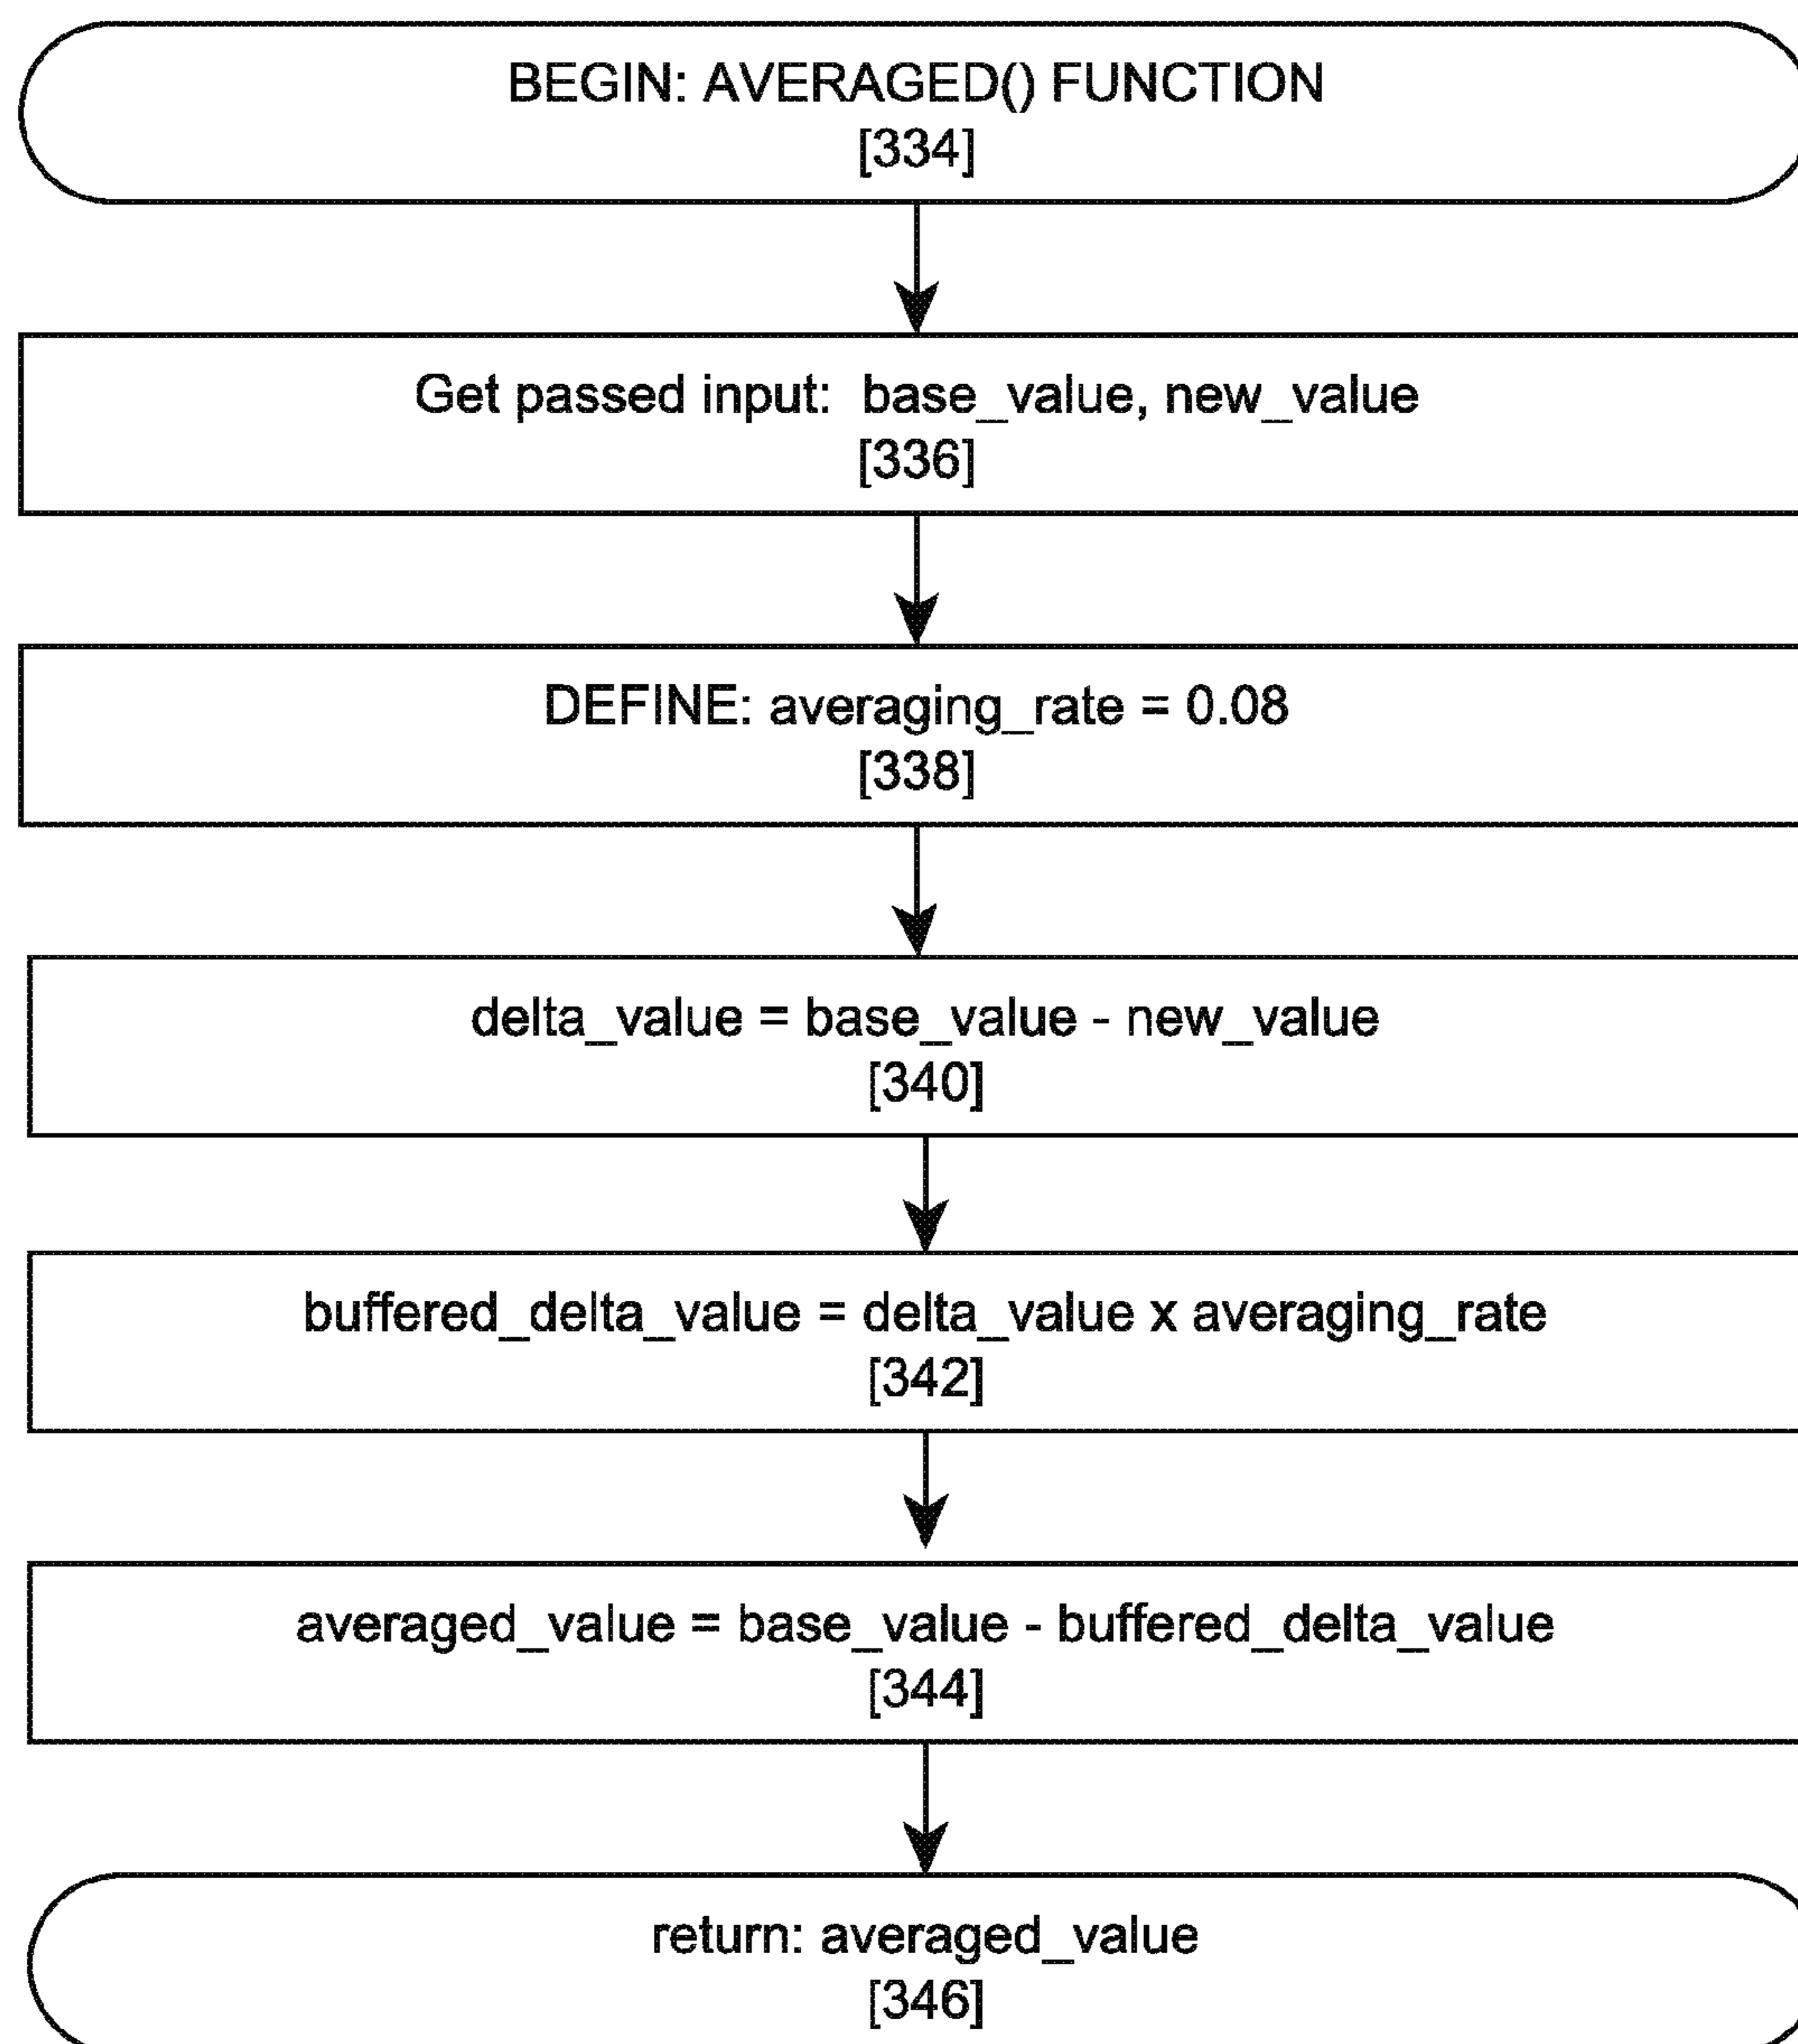 BEGIN: AVERAGED() FUNCTION
[334]
Get passed input: base_value, new_value
[336]
DEFINE: averaging_rate = 0.08
[338]
delta_value = base_value - new_value
[340]
buffered_delta_value = delta_value x averaging_rate
[342]
averaged_value = base_value - buffered_delta_value
[344]
return: averaged_value
[346]